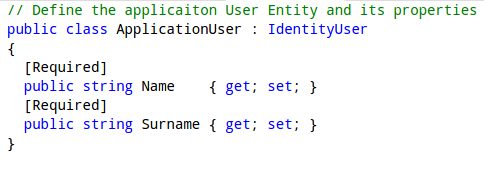 // Define the applicaiton User Entity and its properties
public class ApplicationUser : IdentityUser
{
  [Required]
  public string Name    { get; set; }
  [Required]
  public string Surname { get; set; }
}